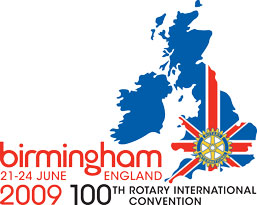 birmingham
21-24 JUNE ENGLAND
2009 100TH ROTARY INTERNATIONAL
CONVENTION